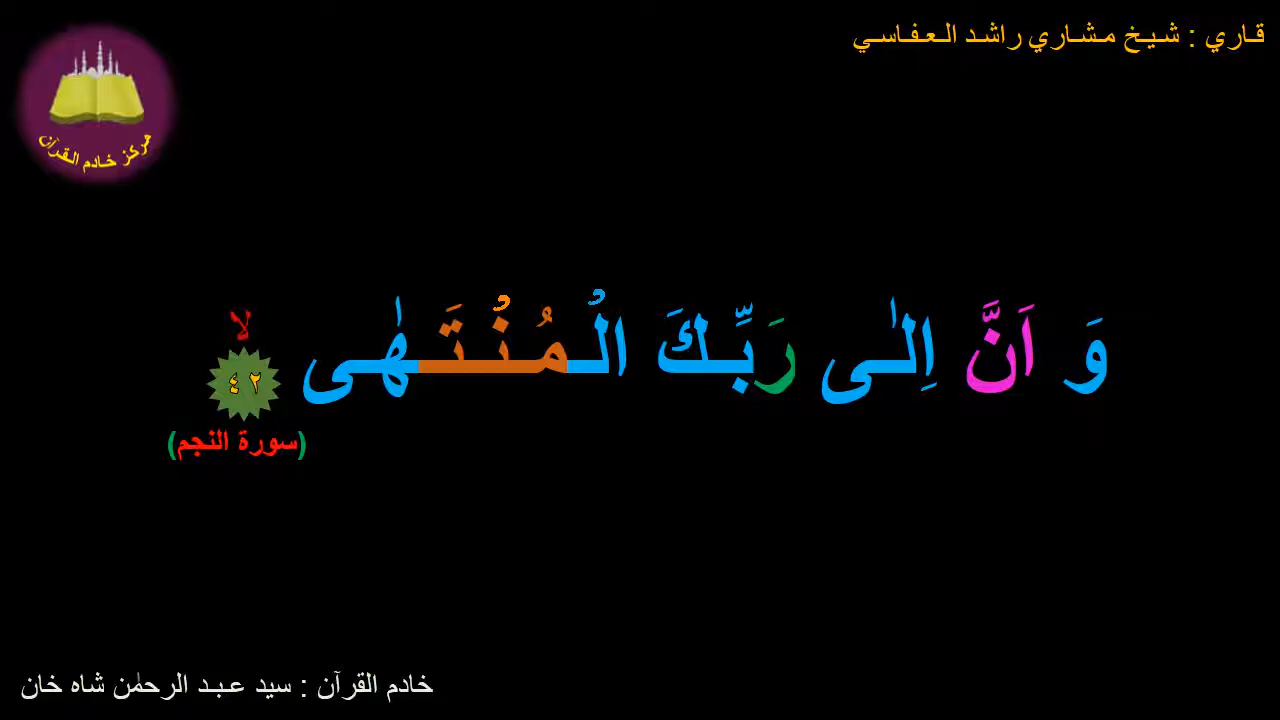 قاري : شيخ مشاري راشد العفاسي
مركز خادم القرآن
وَ اَنَّ اِلٰى رَبِّكَ الْمُنْتَهٰى ۙ ٤٢
(سورة النجم)
خادم القرآن : سيد عبد الرحمٰن شاه خان